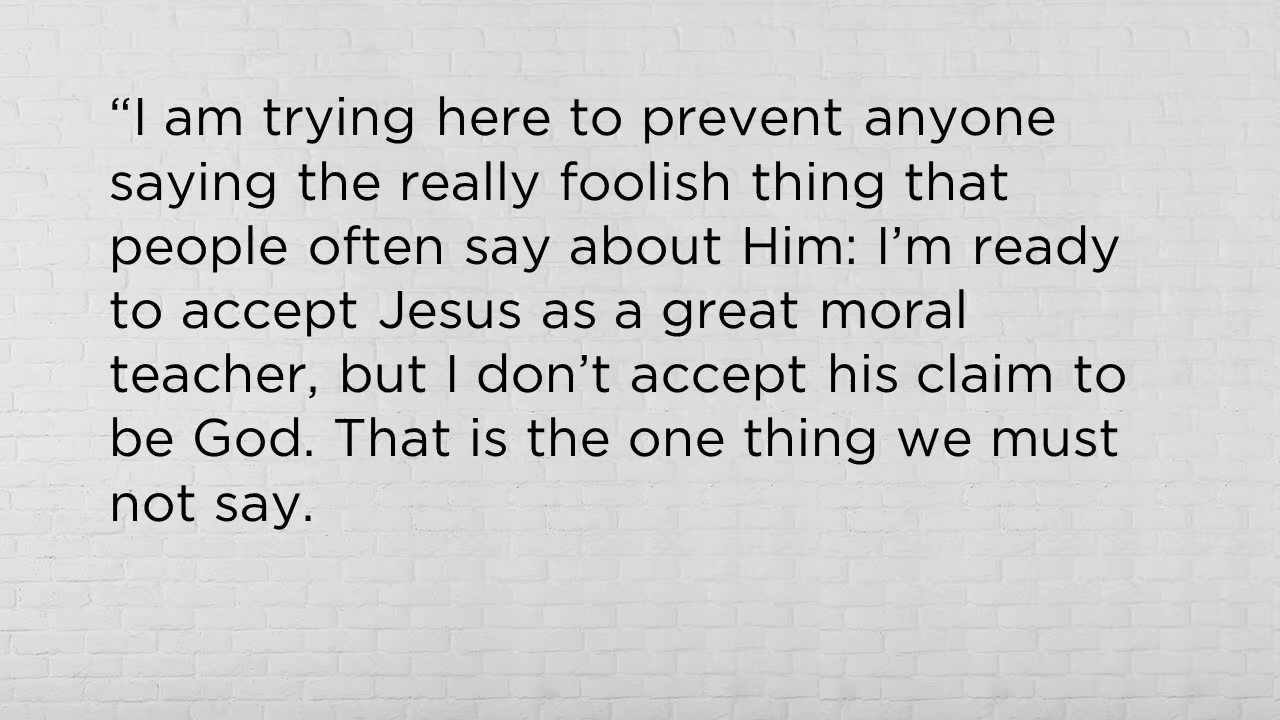 “I am trying here to prevent anyone
saying the really foolish thing that
people often say about Him: I’m ready
to accept Jesus as a great moral
teacher, but I don’t accept his claim to
be God. That is the one thing we must
not say.